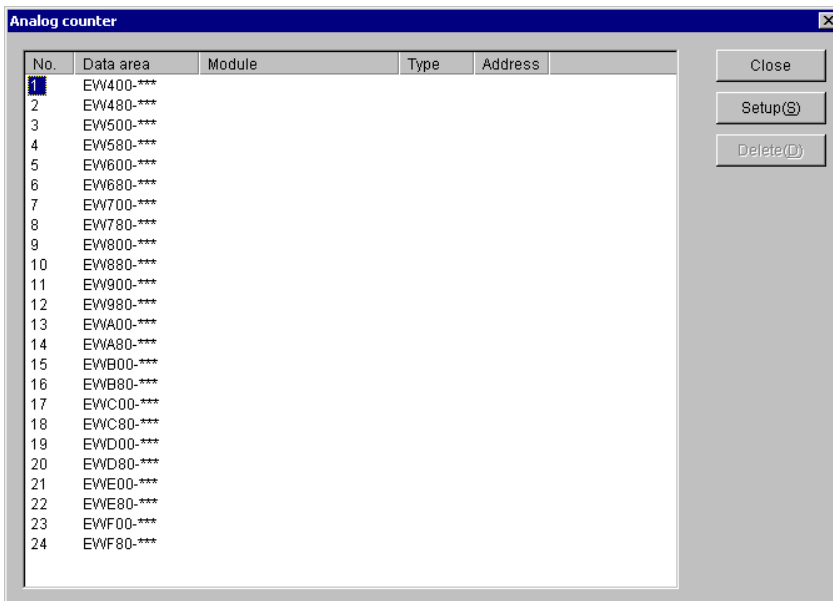 Analog counter
No. Data area Module Type Address
1 EW400-***
2 EW480-***
3 EW500-***
4 EW580-***
5 EW600-***
6 EW680-***
7 EW700-***
8 EW780-***
9 EW800-***
10 EW880-***
11 EW900-***
12 EW980-***
13 EWA00-***
14 EWA80-***
15 EWB00-***
16 EWB80-***
17 EWC00-***
18 EWC80-***
19 EWD00-***
20 EWD80-***
21 EWE00-***
22 EWE80-***
23 EWF00-***
24 EWF80-***
Close
Setup(S)
Delete(D)